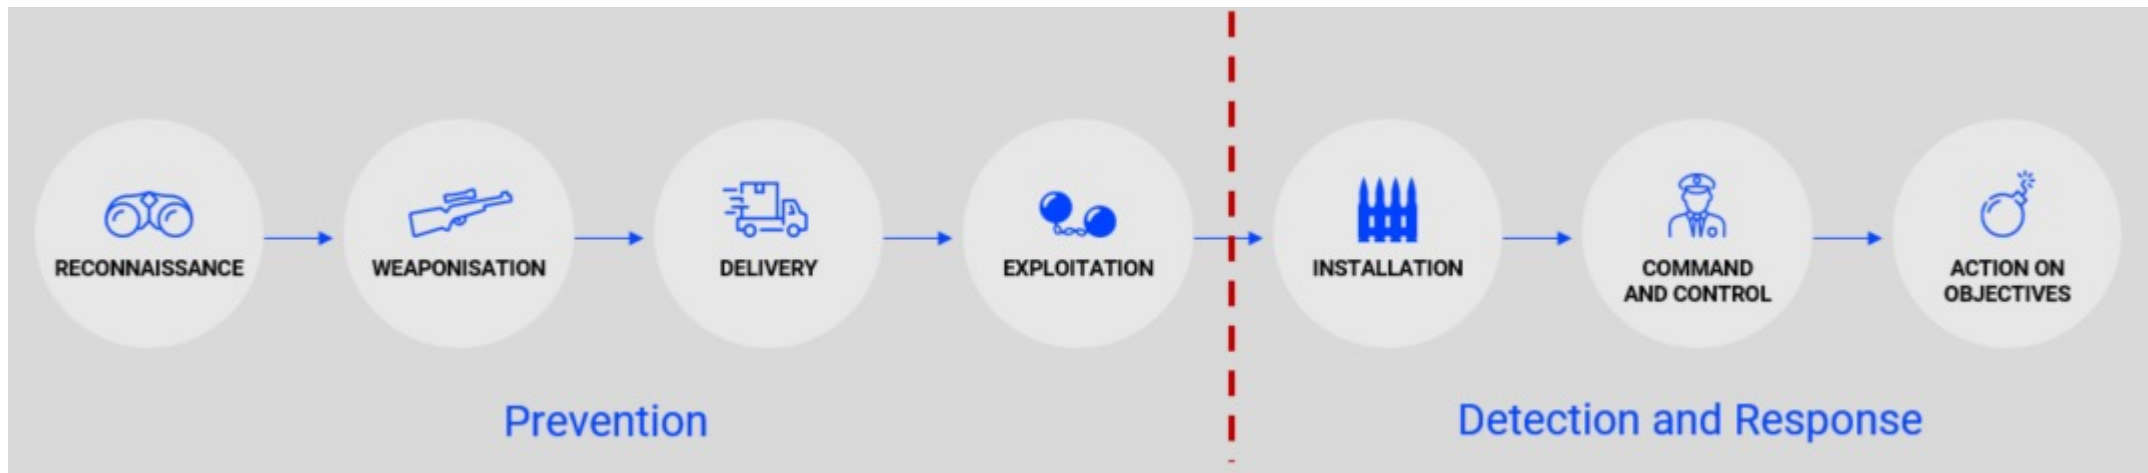 RECONNAISSANCE
WEAPONISATION
DELIVERY
EXPLOITATION
INSTALLATION
COMMAND
AND CONTROL
ACTION ON
OBJECTIVES
Prevention
Detection and Response